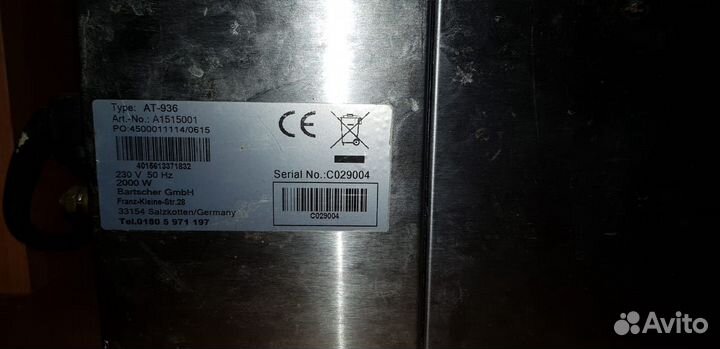 Type: AT-936
Art.-No.: A1515001
PO:4500011114/0615
4015613371832
230 V 50 Hz
2000 W
Bartscher GmbH
Franz-Kleine-Str.28
33154 Salzkotten/Germany
Tel.0180 5 971 197
CE
Serial No.:C029004
C029004
Avito